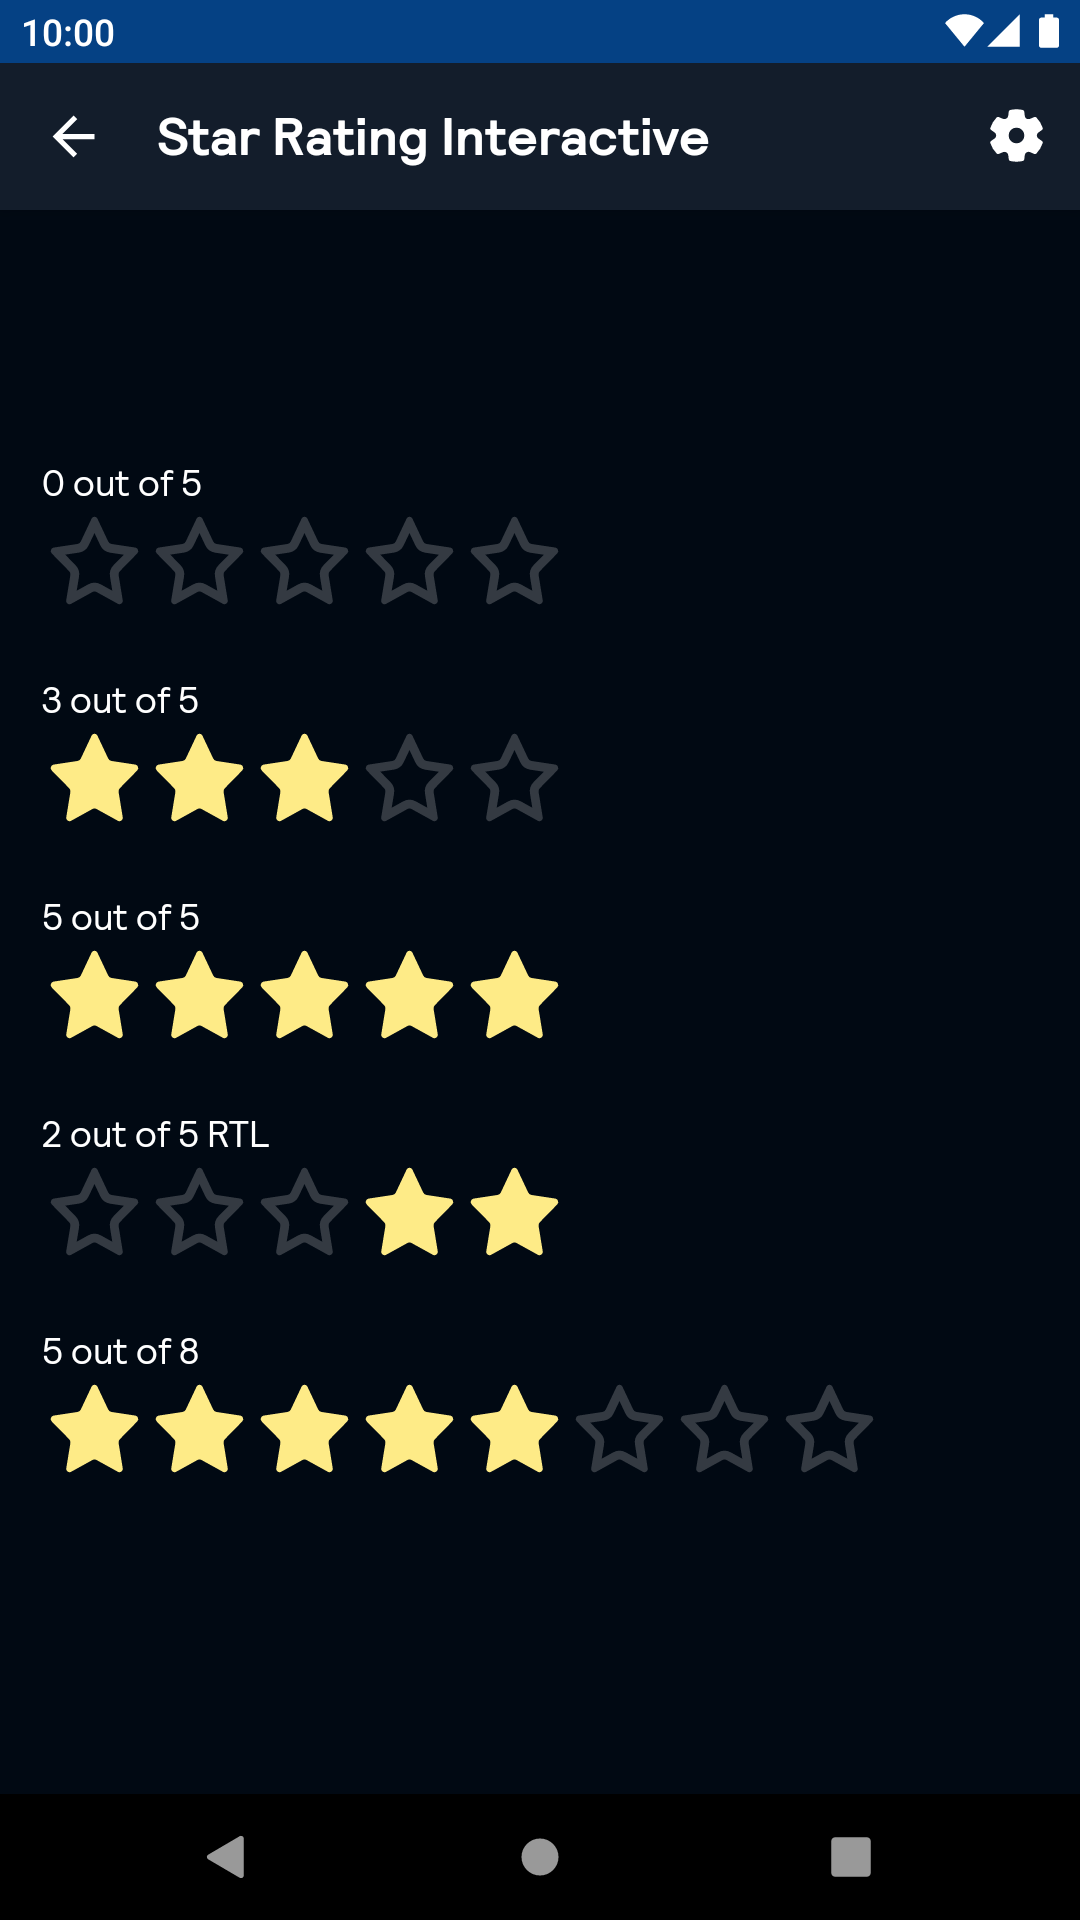 10:00
Star Rating Interactive
0 out of 5
3 out of 5
5 out of 5
2 out of 5 RTL
5 out of 8